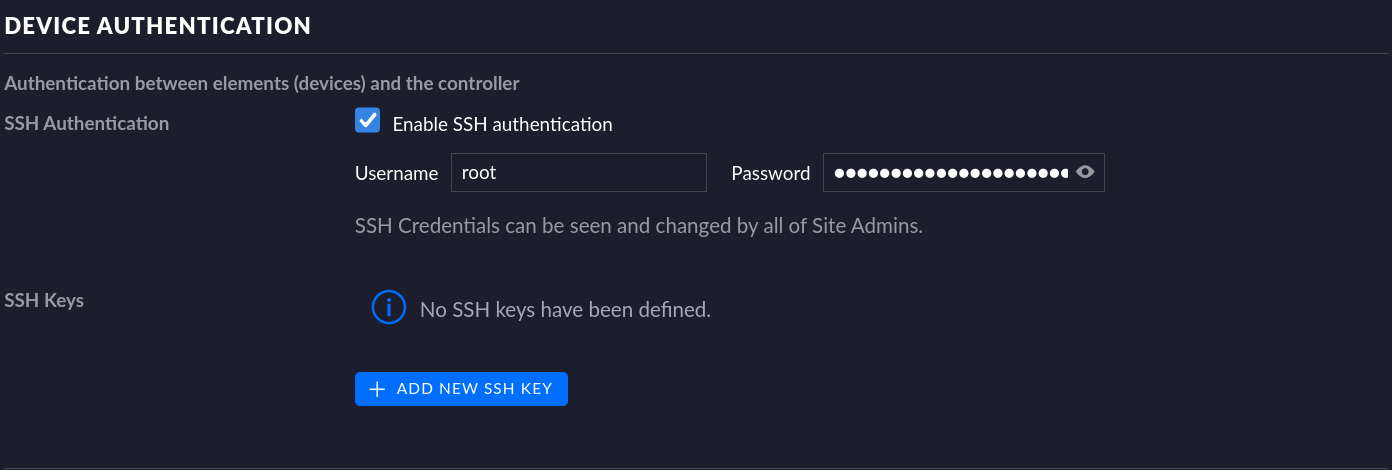 DEVICE AUTHENTICATION
Authentication between elements (devices) and the controller
SSH Authentication
Enable SSH authentication
Username root Password ●●●●●●●●●●●●●●●●●●●●●
SSH Credentials can be seen and changed by all of Site Admins.
SSH Keys
No SSH keys have been defined.
ADD NEW SSH KEY